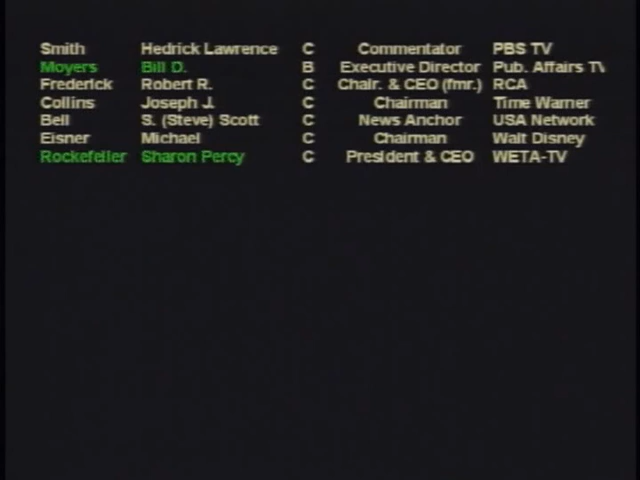 Smith Hedrick Lawrence C Commentator PBS TV
Moyers Bill D. B Executive Director Pub. Affairs TV
Frederick Robert R. C Chair. & CEO (fmr.) RCA
Collins Joseph J. C Chairman Time Warner
Bell S. (Steve) Scott C News Anchor USA Network
Eisner Michael C Chairman Walt Disney
Rockefeller Sharon Percy C President & CEO WETA-TV